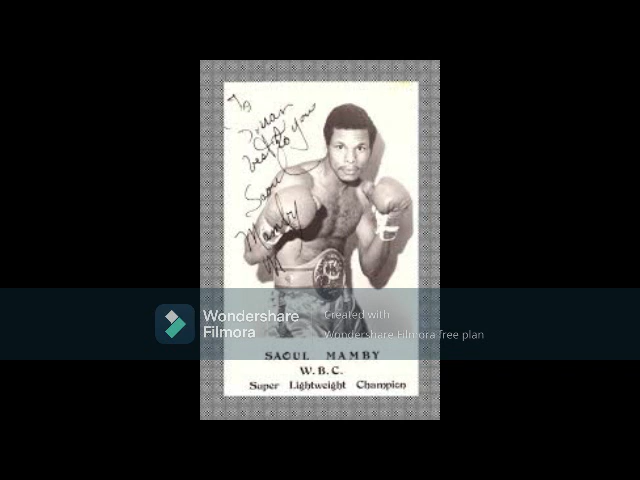 To
best to you
Saoul
Mamby
Wondershare
Filmora
Created with
Wondershare Filmora free plan
SAOUL MAMBY
W.B.C.
Super Lightweight Champion